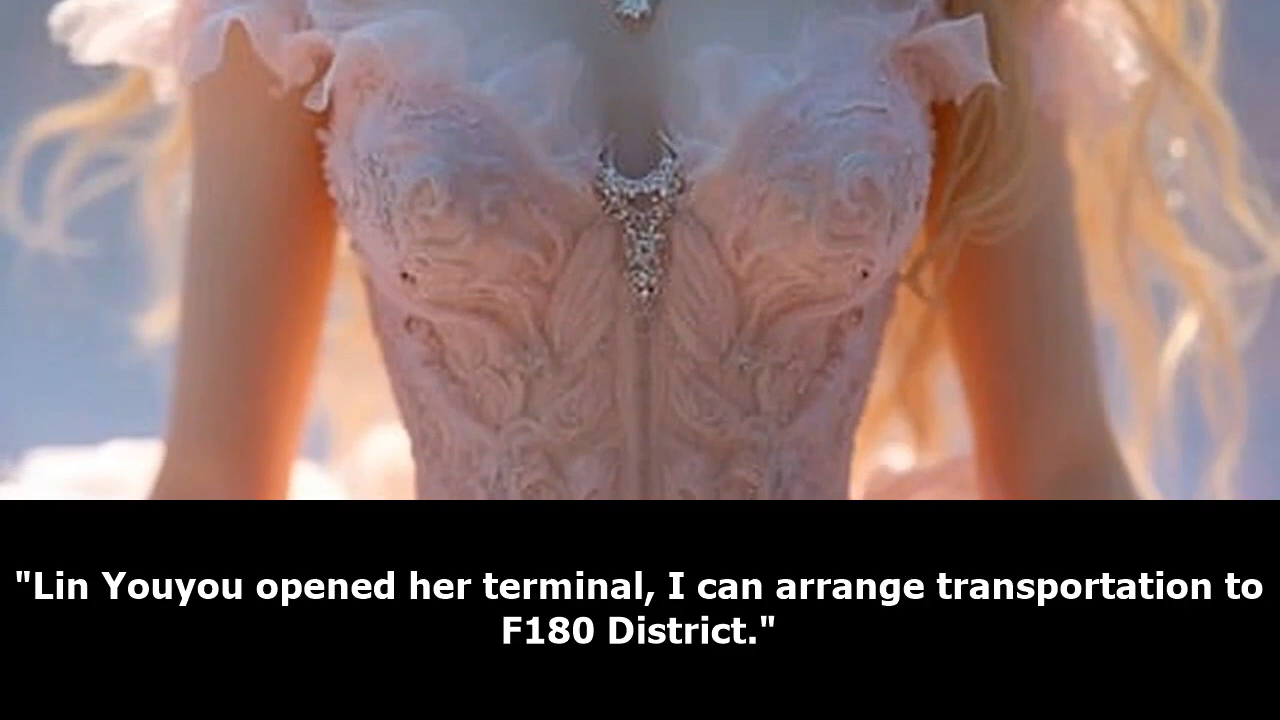 "Lin Youyou opened her terminal, I can arrange transportation to
F180 District."